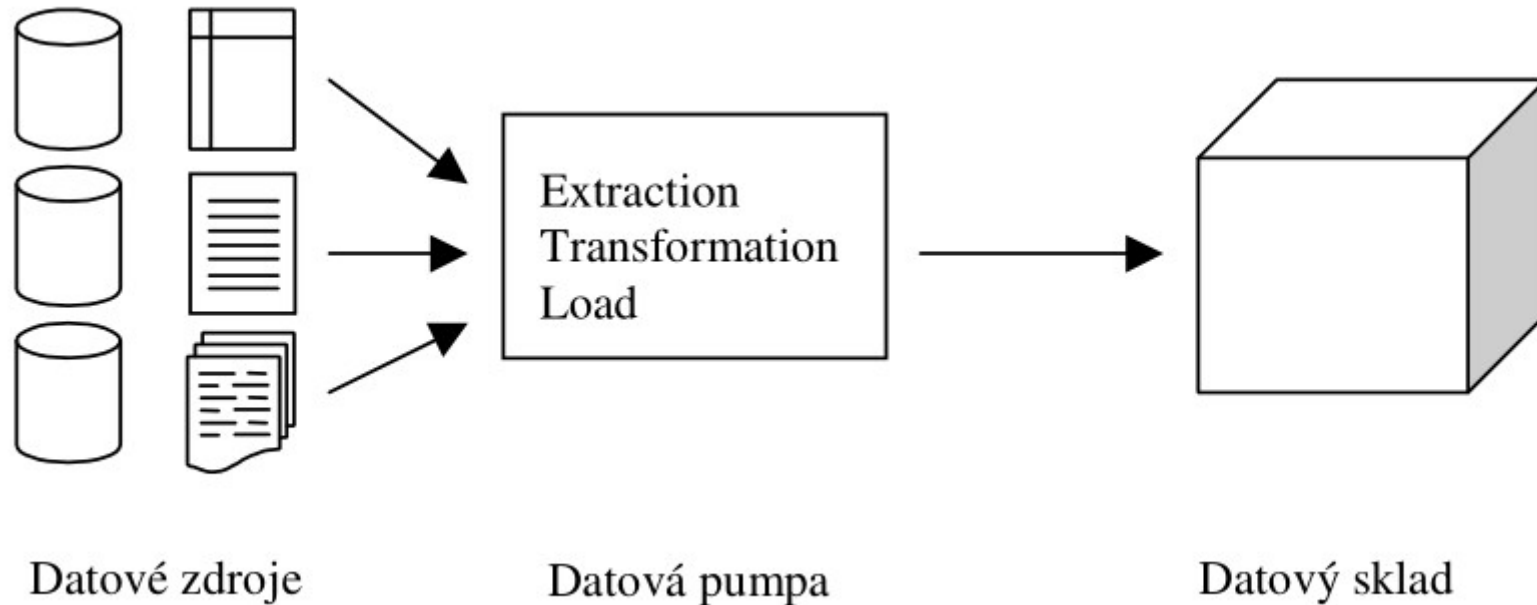 Extraction
Transformation
Load
Datové zdroje
Datová pumpa
Datový sklad